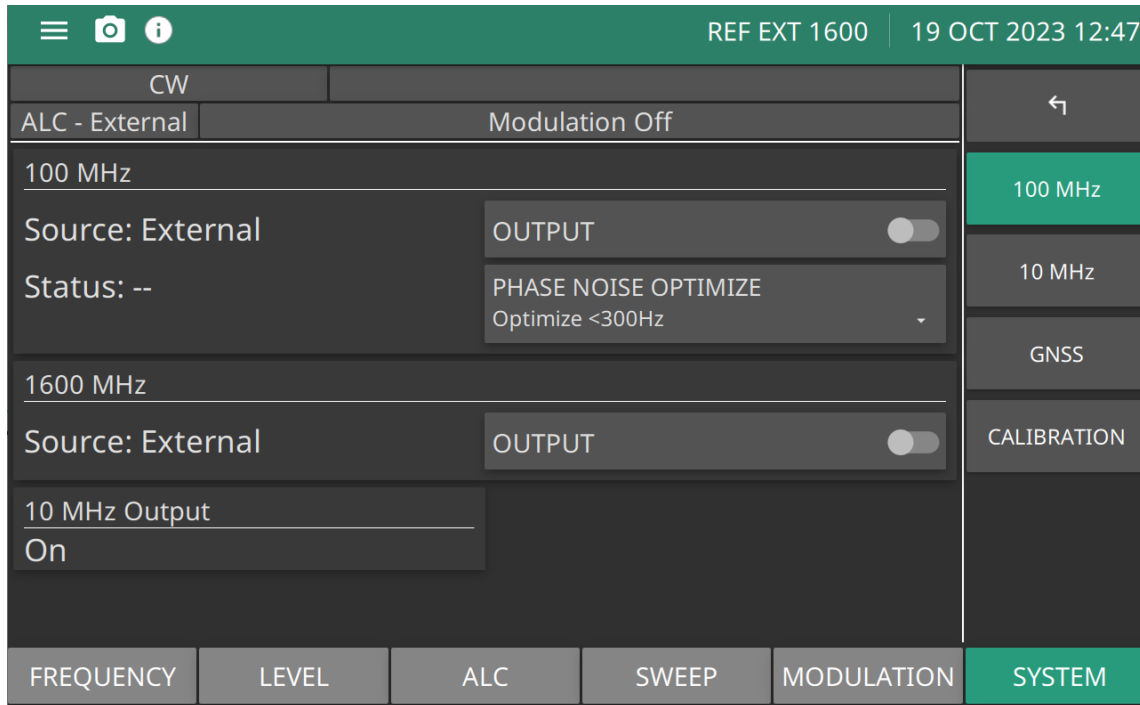 REF EXT 1600 19 OCT 2023 12:47
CW
ALC - External Modulation Off
100 MHz
Source: External
OUTPUT
Status: --
PHASE NOISE OPTIMIZE
Optimize <300Hz
1600 MHz
Source: External
OUTPUT
10 MHz Output
On
100 MHz
10 MHz
GNSS
CALIBRATION
FREQUENCY LEVEL ALC SWEEP MODULATION SYSTEM